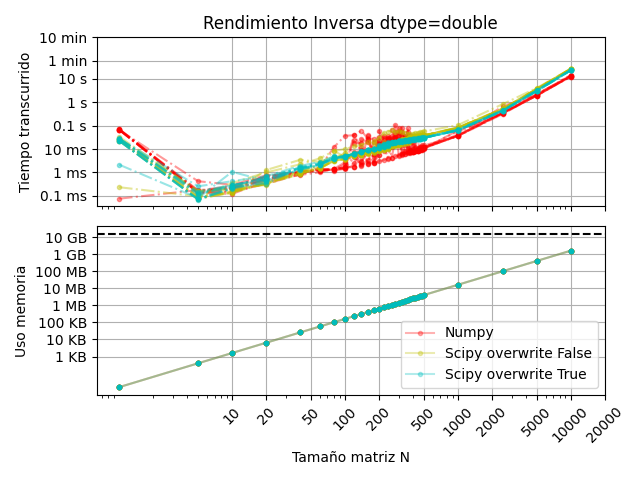 Rendimiento Inversa dtype=double
Tiempo transcurrido
10 min
1 min
10 s
1 s
0.1 s
10 ms
1 ms
0.1 ms
Uso memoria
10 GB
1 GB
100 MB
10 MB
1 MB
100 KB
10 KB
1 KB
Numpy
Scipy overwrite False
Scipy overwrite True
10
20
50
100
200
500
1000
2000
5000
10000
20000
Tamaño matriz N